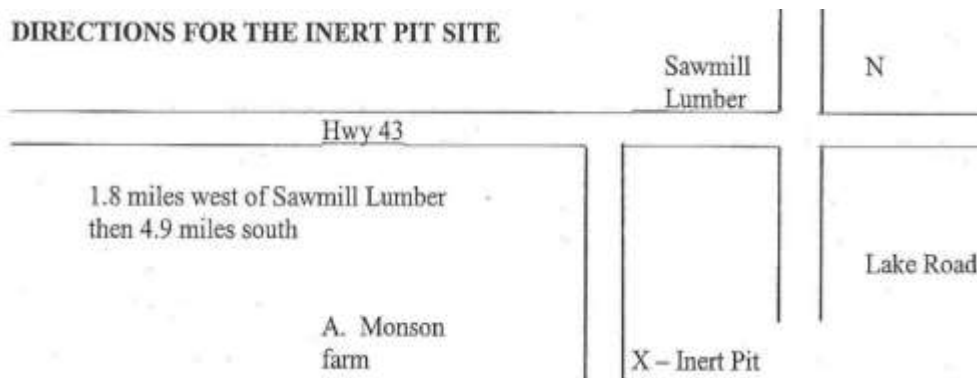 DIRECTIONS FOR THE INERT PIT SITE
Sawmill
Lumber
N
Hwy 43
1.8 miles west of Sawmill Lumber
then 4.9 miles south
Lake Road
A. Monson
farm
X – Inert Pit